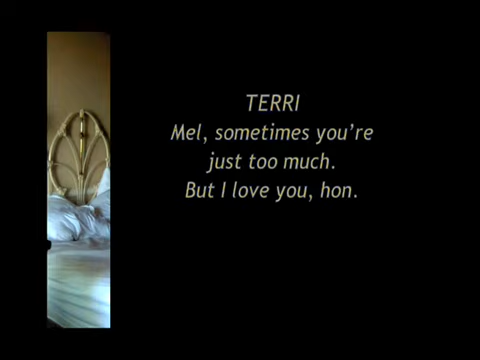 TERRI
Mel, sometimes you’re
just too much.
But I love you, hon.